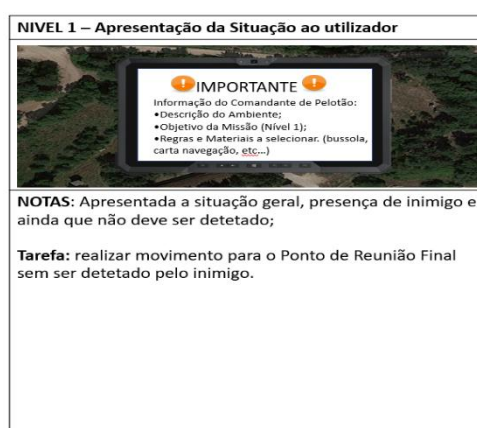 NIVEL 1 – Apresentação da Situação ao utilizador
IMPORTANTE
Informação do Comandante de Pelotão:
•Descrição do Ambiente;
•Objetivo da Missão (Nível 1);
•Regras e Materiais a selecionar. (bussola,
carta navegação, etc...)
NOTAS: Apresentada a situação geral, presença de inimigo e
ainda que não deve ser detetado;
Tarefa: realizar movimento para o Ponto de Reunião Final
sem ser detetado pelo inimigo.